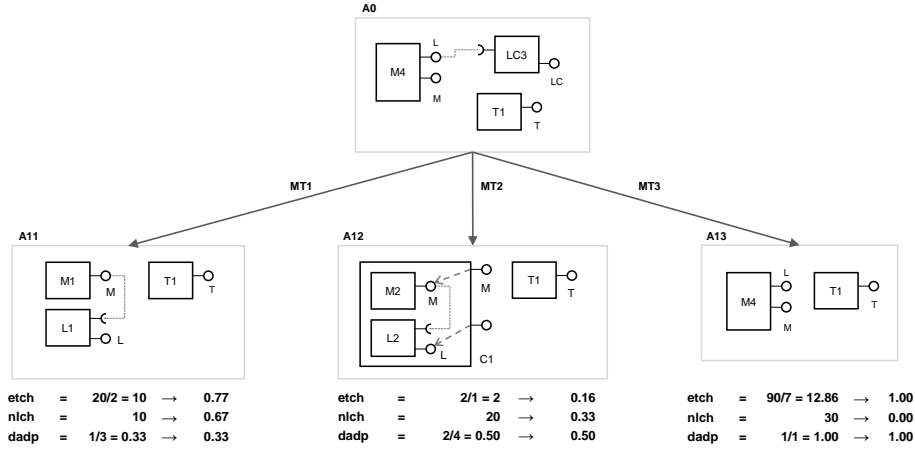 A0
L
M4
LC3
LC
M
T1
T
MT1
MT2
MT3
A11
A12
A13
M1
M
T1
T
L1
L
M2
M
M
T1
T
L2
L
C1
L
M4
T1
T
M
etch = 20/2 = 10 → 0.77
nlch = 10 → 0.67
dadp = 1/3 = 0.33 → 0.33
etch = 2/1 = 2 → 0.16
nlch = 20 → 0.33
dadp = 2/4 = 0.50 → 0.50
etch = 90/7 = 12.86 → 1.00
nlch = 30 → 0.00
dadp = 1/1 = 1.00 → 1.00